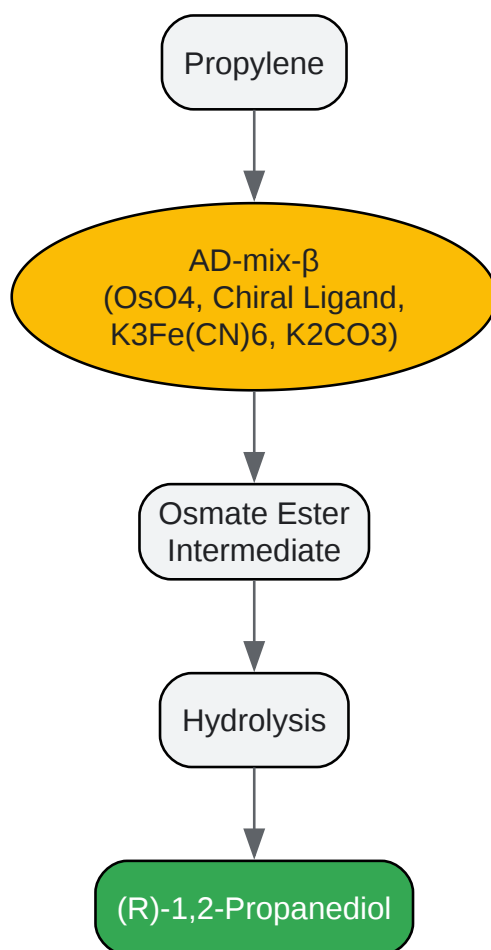 Propylene
AD-mix-β
(OsO4, Chiral Ligand,
K3Fe(CN)6, K2CO3)
Osmate Ester
Intermediate
Hydrolysis
(R)-1,2-Propanediol